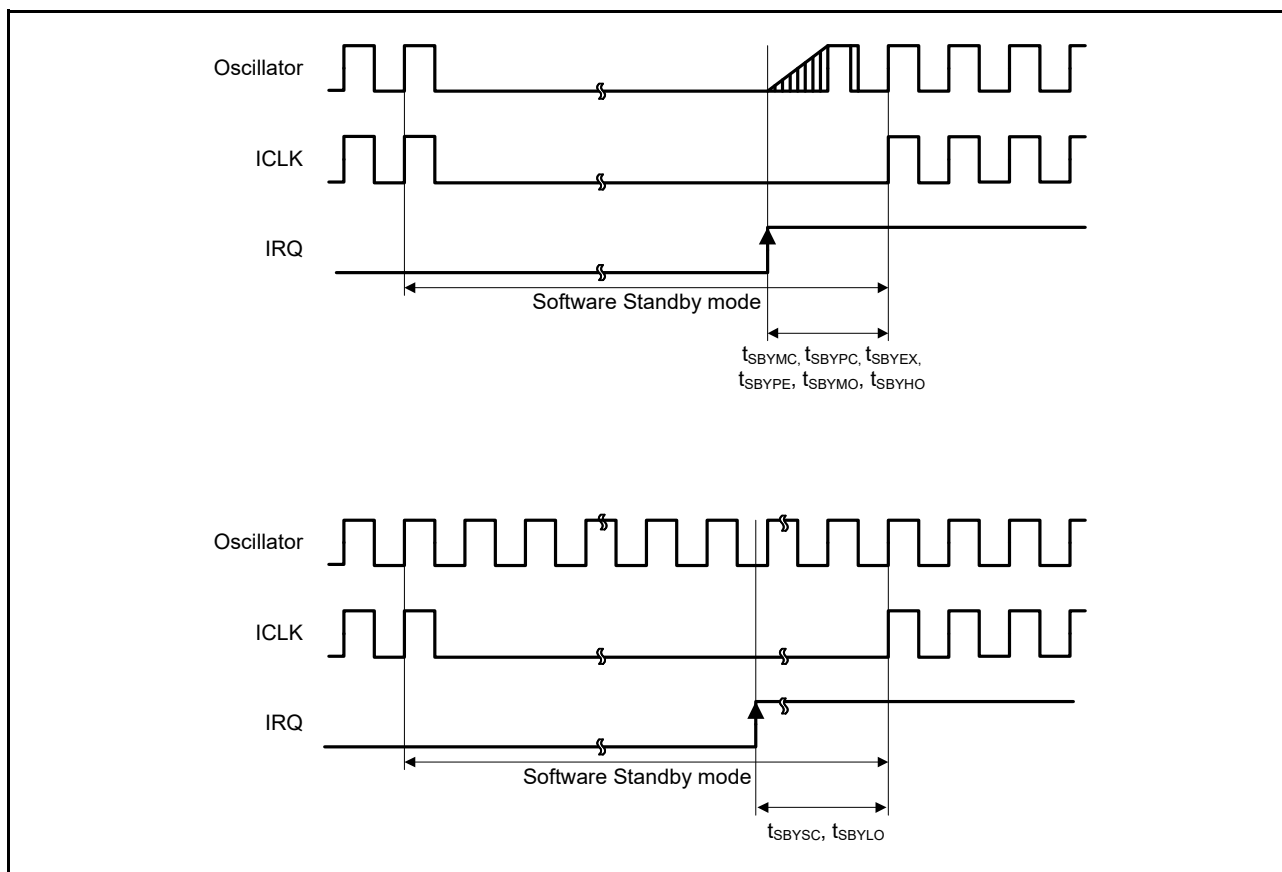 Oscillator
ICLK
IRQ
Software Standby mode
tSBYMC, tSBYPC, tSBYEX,
tSBYPE, tSBYMO, tSBYHO
Oscillator
ICLK
IRQ
Software Standby mode
tSBYSC, tSBYLO